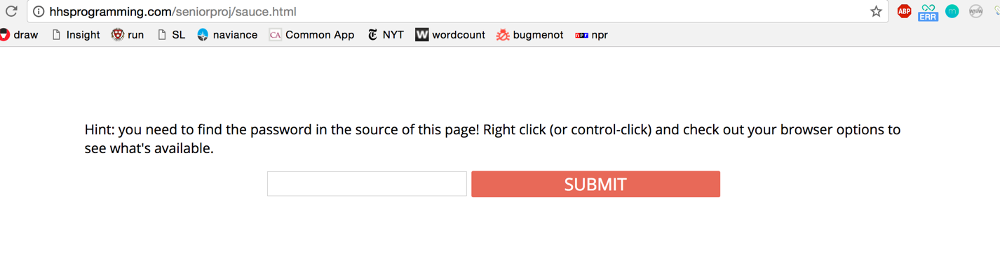 hhsprogramming.com/seniorproj/sauce.html ABP ERR m
draw Insight run SL naviance CA Common App NYT W wordcount bugmenot npr npr
Hint: you need to find the password in the source of this page! Right click (or control-click) and check out your browser options to
see what's available.
SUBMIT